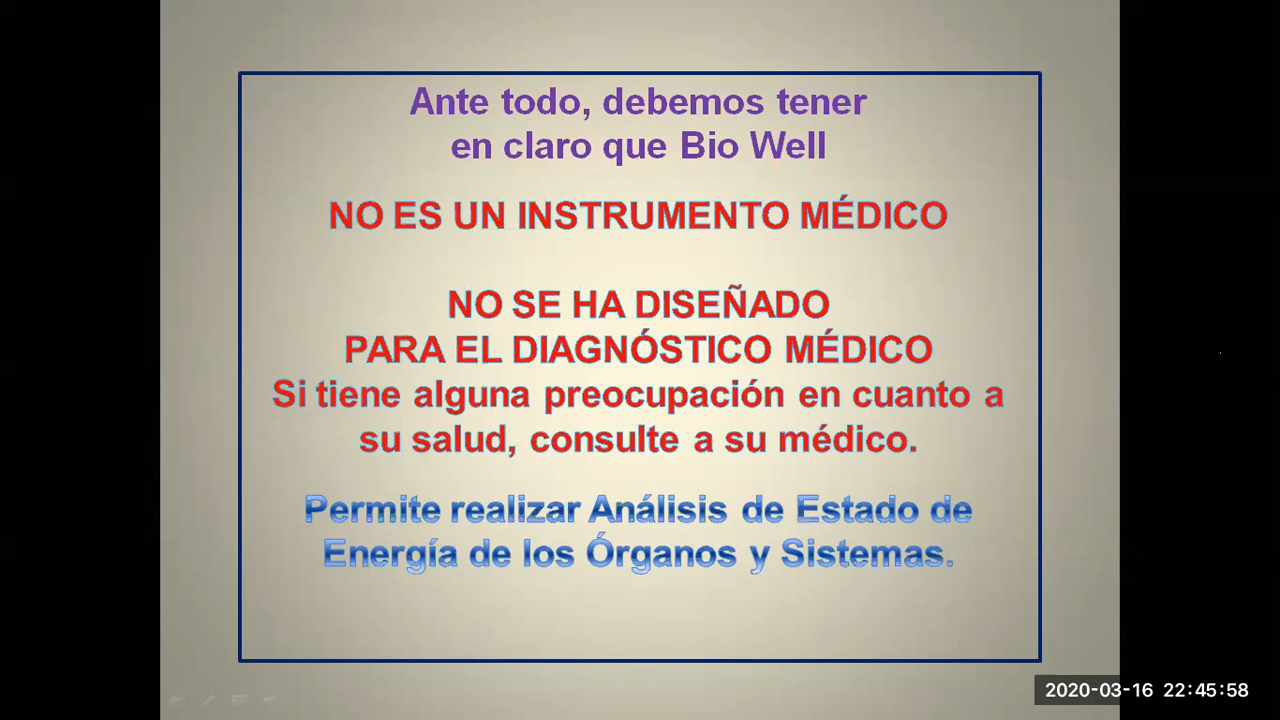 Ante todo, debemos tener
en claro que Bio Well
NO ES UN INSTRUMENTO MÉDICO
NO SE HA DISEÑADO
PARA EL DIAGNÓSTICO MÉDICO
Si tiene alguna preocupación en cuanto a
su salud, consulte a su médico.
Permite realizar Análisis de Estado de
Energía de los Órganos y Sistemas.
2020-03-16 22:45:58